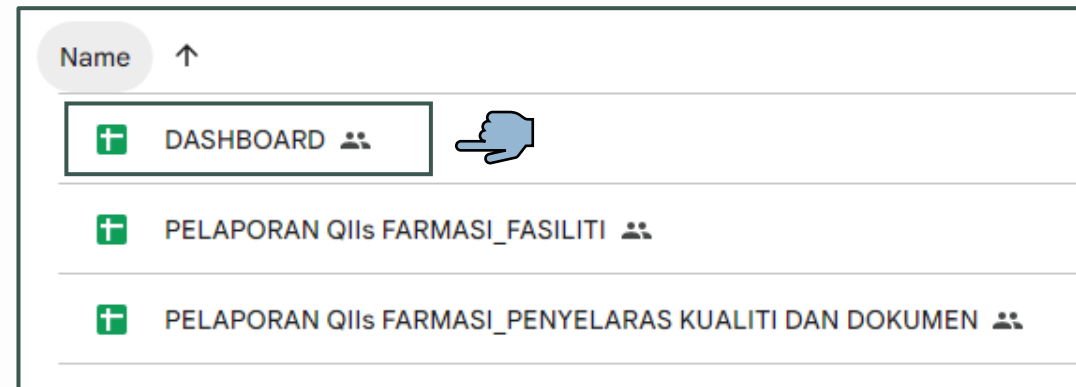 Name
DASHBOARD
PELAPORAN QIIs FARMASI_FASILITI
PELAPORAN QIIs FARMASI_PENYELARAS KUALITI DAN DOKUMEN